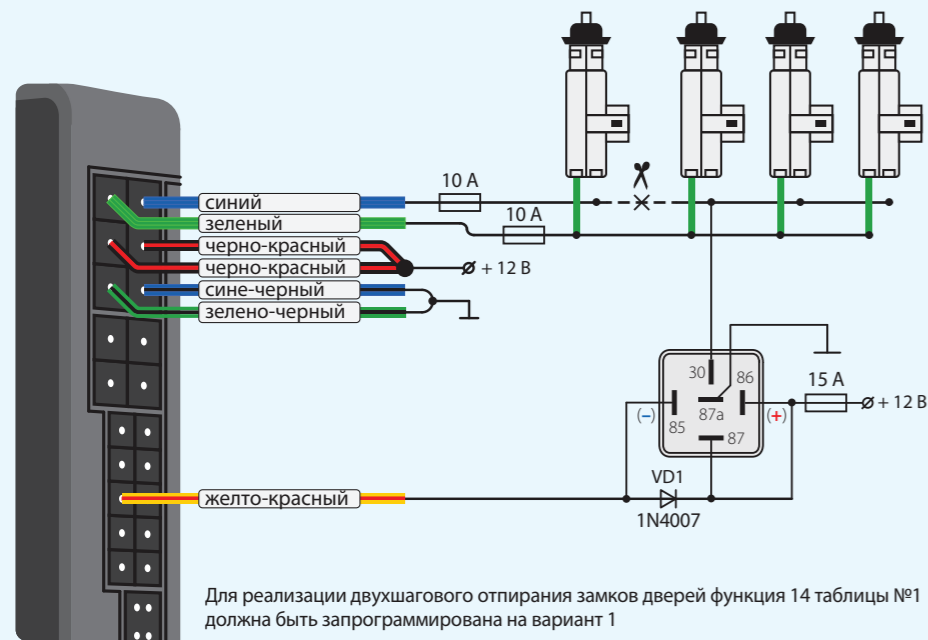 10 А
синий
10 А
зеленый
черно-красный
черно-красный
+ 12 В
сине-черный
зелено-черный
30
86
15 А
+ 12 В
(–)
85
87a
(+)
87
VD1
1N4007
желто-красный
Для реализации двухшагового отпирания замков дверей функция 14 таблицы №1
должна быть запрограммирована на вариант 1